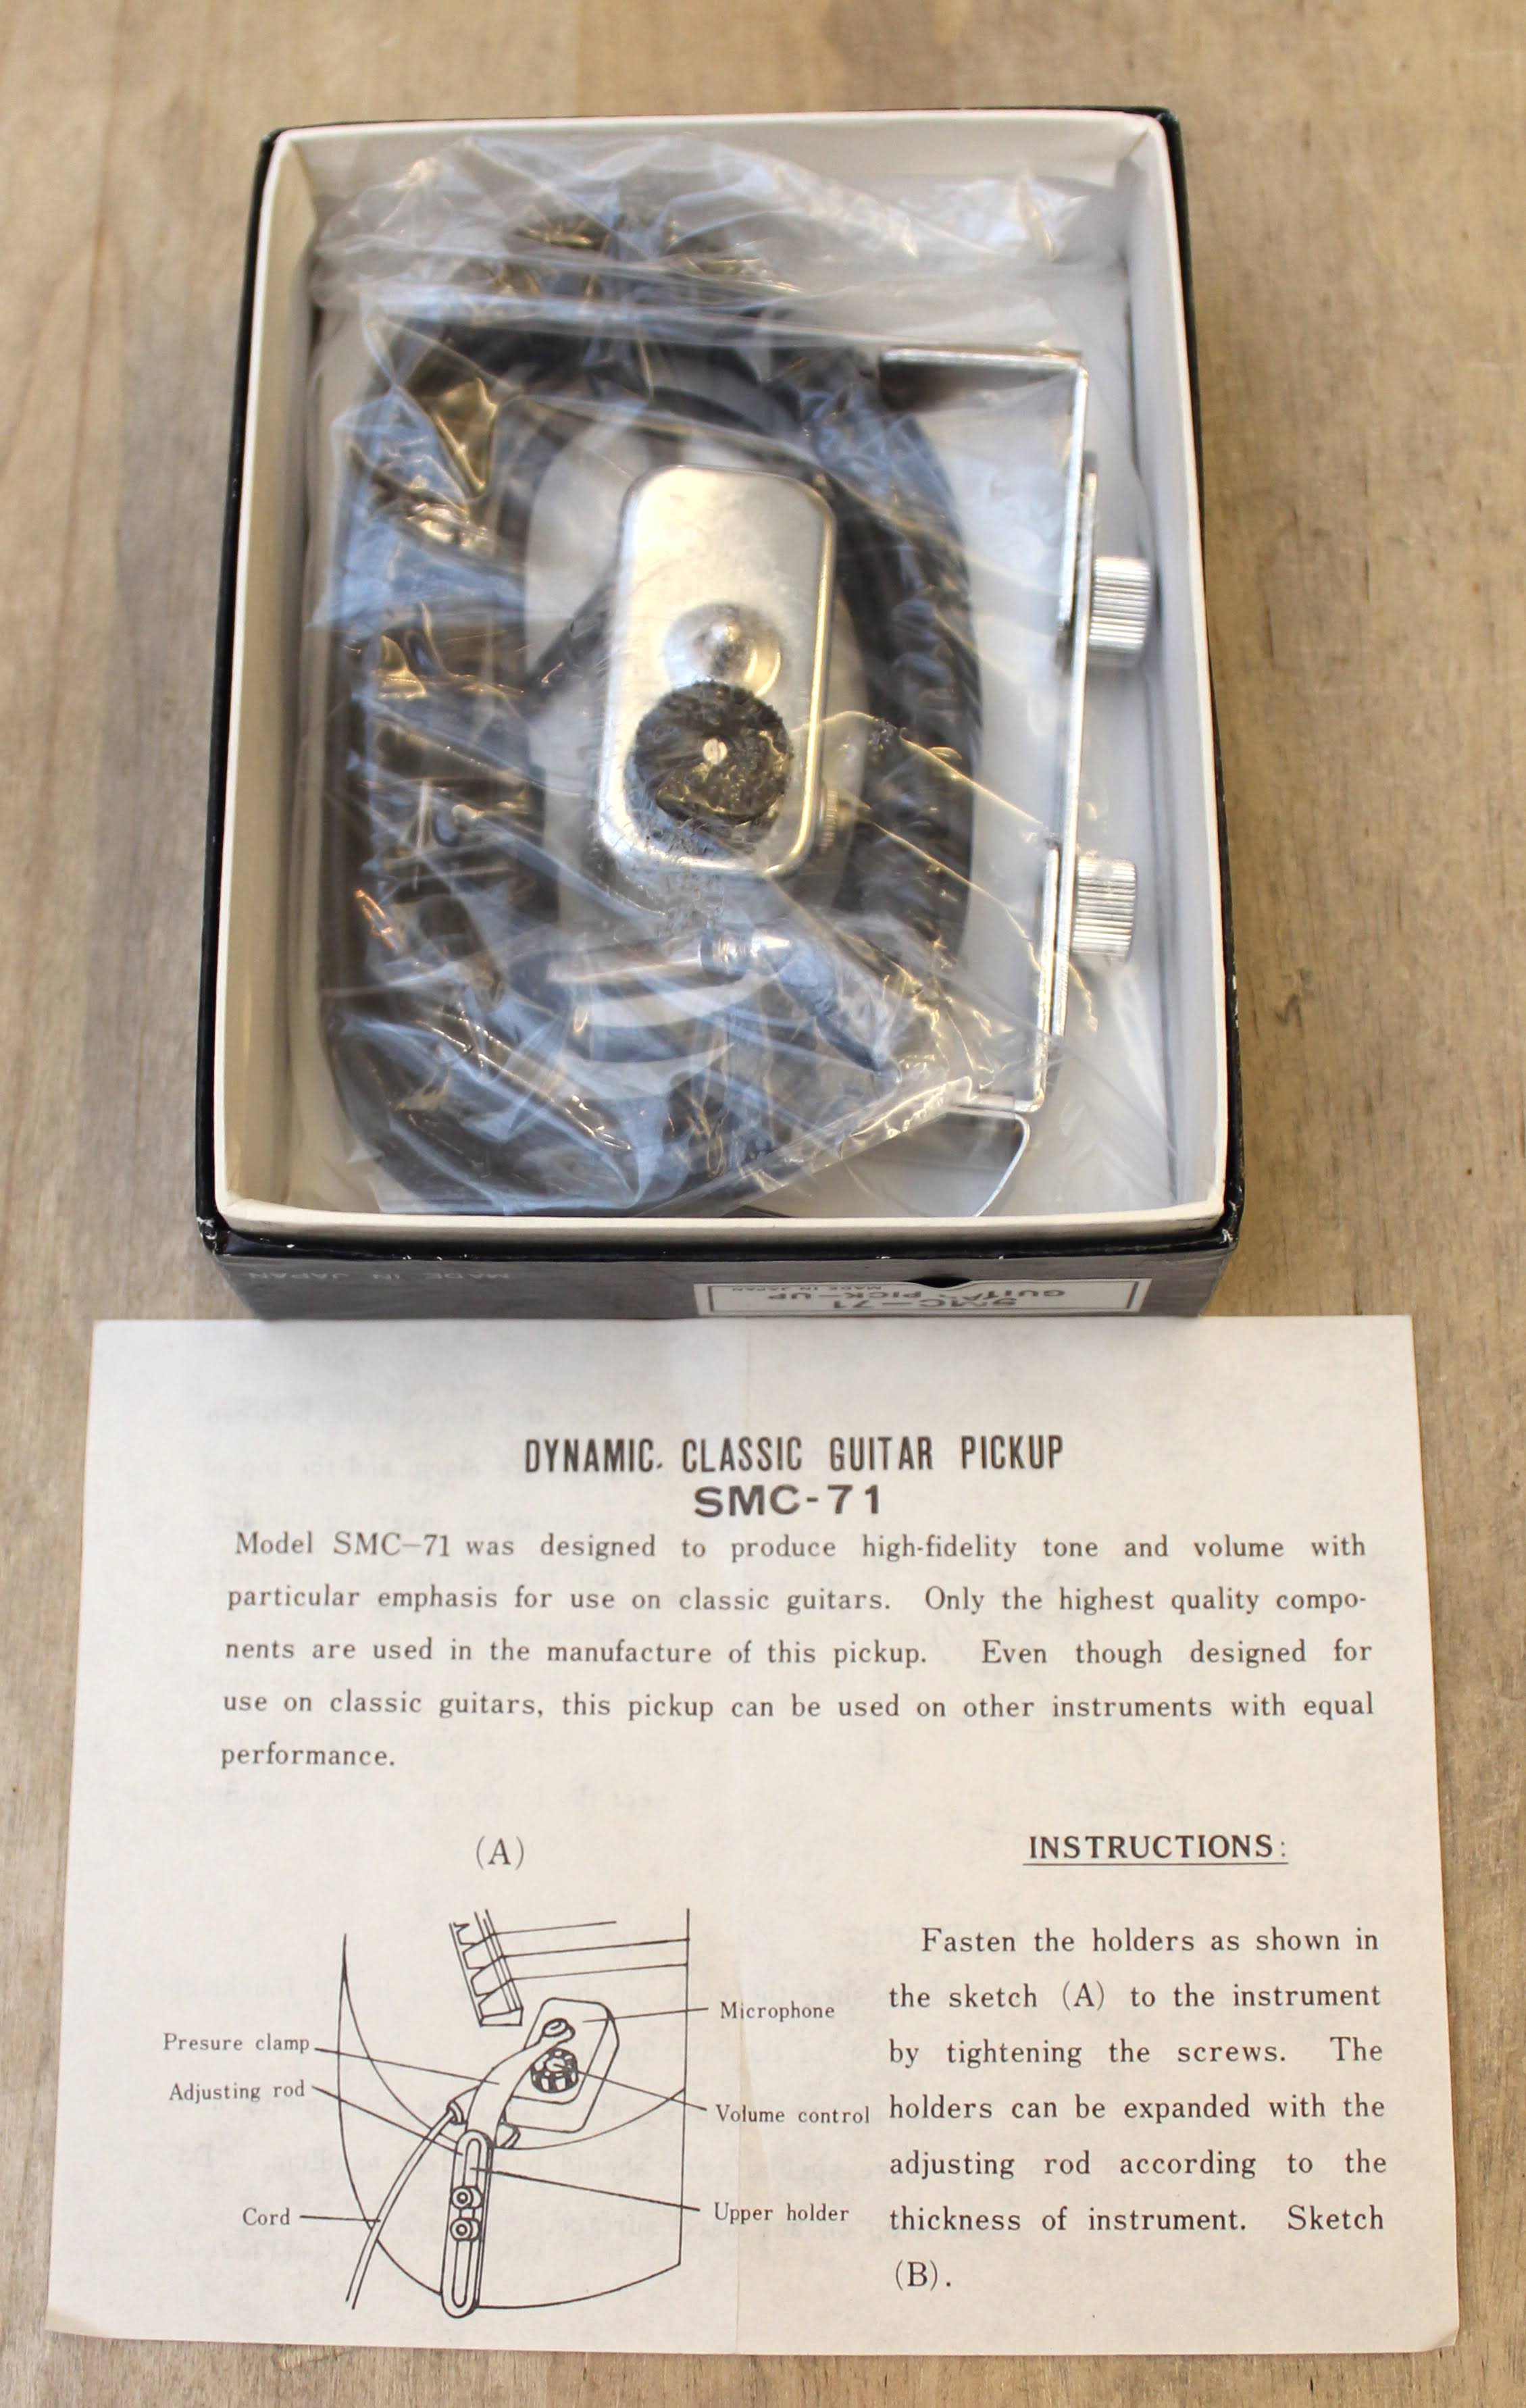 MADE IN JAPAN
SMC-71
GUITAR PICK-UP
MADE IN JAPAN
DYNAMIC. CLASSIC GUITAR PICKUP
SMC-71
Model SMC-71 was designed to produce high-fidelity tone and volume with
particular emphasis for use on classic guitars. Only the highest quality compo-
nents are used in the manufacture of this pickup. Even though designed for
use on classic guitars, this pickup can be used on other instruments with equal
performance.
(A)
Microphone
Presure clamp
Adjusting rod
Volume control
Cord
Upper holder
INSTRUCTIONS:
Fasten the holders as shown in
the sketch (A) to the instrument
by tightening the screws. The
holders can be expanded with the
adjusting rod according to the
thickness of instrument. Sketch
(B).